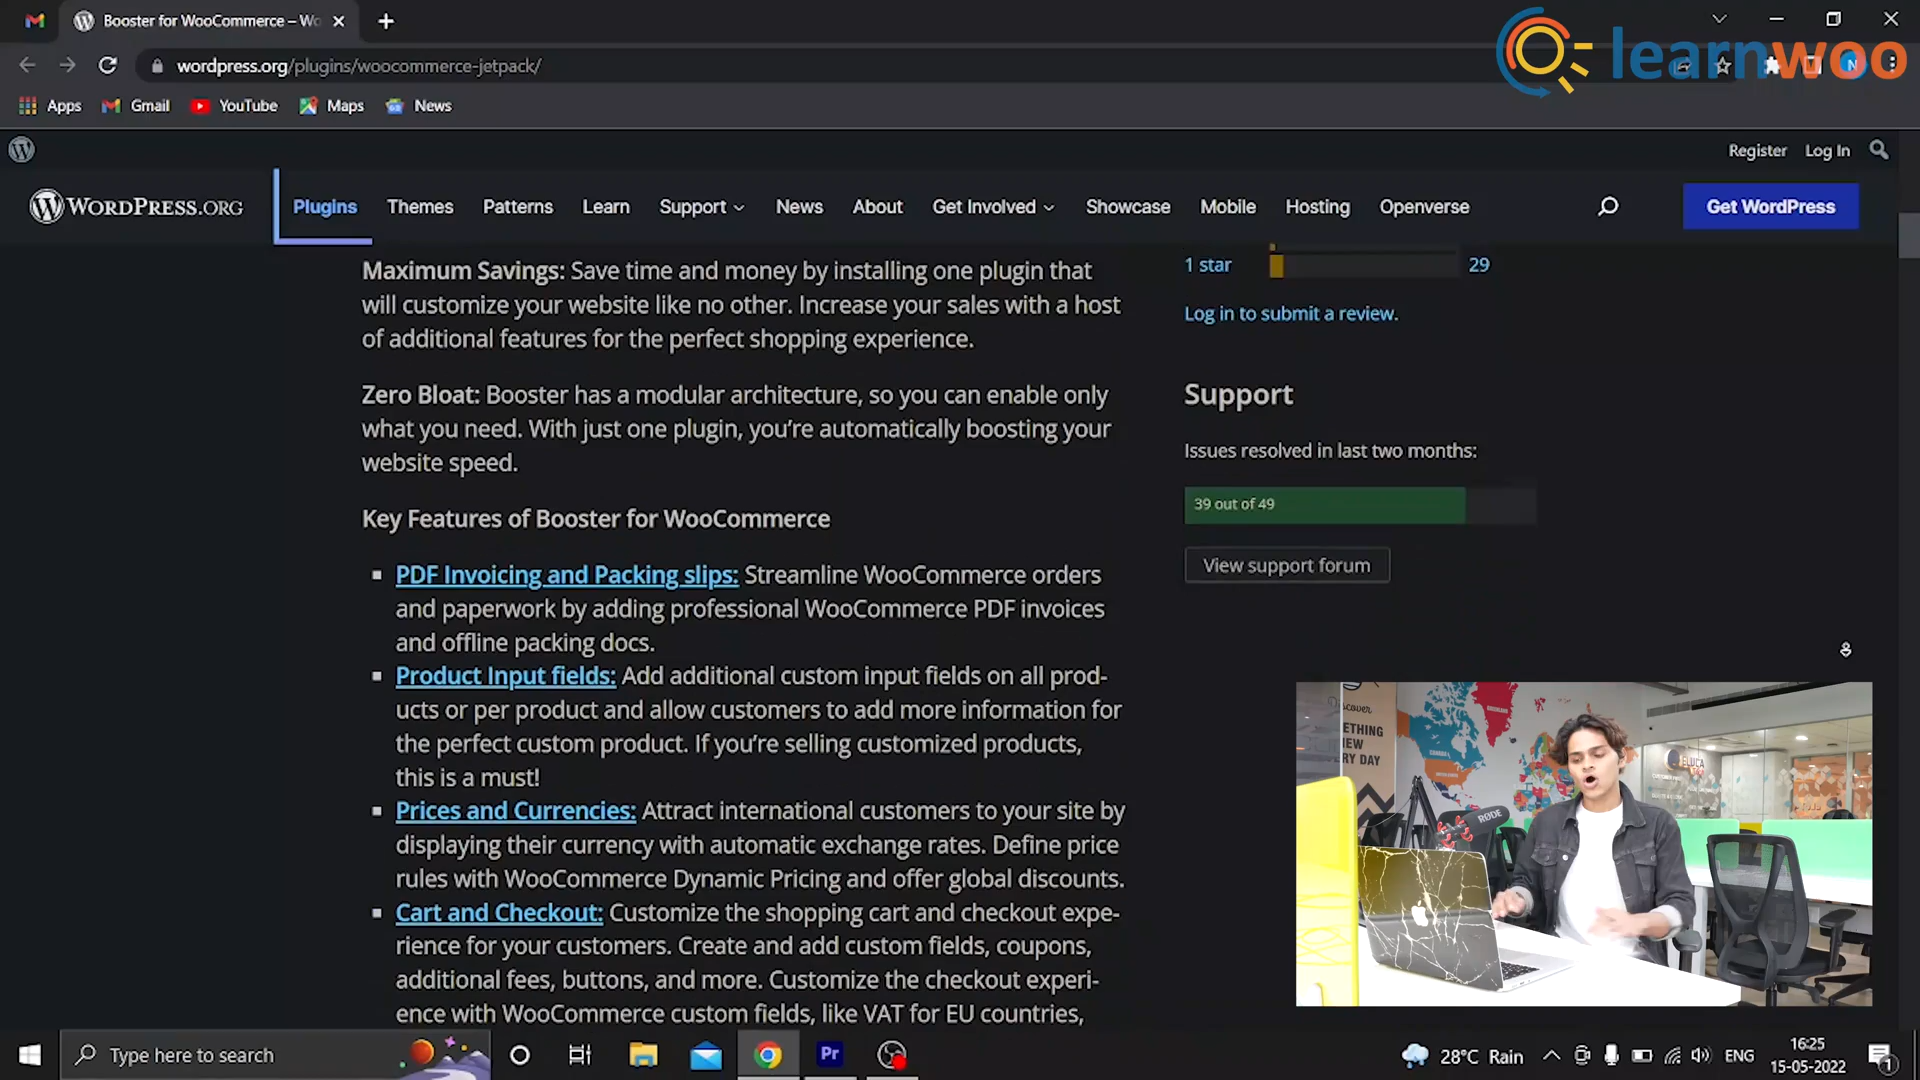 Booster for WooCommerce – Wo
learnwoo
wordpress.org/plugins/woocommerce-jetpack/
N
Apps
Gmail
YouTube
Maps
News
Register
Log In
WORDPRESS.ORG
Plugins
Themes
Patterns
Learn
Support
News
About
Get Involved
Showcase
Mobile
Hosting
Openverse
Get WordPress
Maximum Savings: Save time and money by installing one plugin that
will customize your website like no other. Increase your sales with a host
of additional features for the perfect shopping experience.
Zero Bloat: Booster has a modular architecture, so you can enable only
what you need. With just one plugin, you’re automatically boosting your
website speed.
Key Features of Booster for WooCommerce
PDF Invoicing and Packing slips: Streamline WooCommerce orders
and paperwork by adding professional WooCommerce PDF invoices
and offline packing docs.
Product Input fields: Add additional custom input fields on all prod-
ucts or per product and allow customers to add more information for
the perfect custom product. If you’re selling customized products,
this is a must!
Prices and Currencies: Attract international customers to your site by
displaying their currency with automatic exchange rates. Define price
rules with WooCommerce Dynamic Pricing and offer global discounts.
Cart and Checkout: Customize the shopping cart and checkout expe-
rience for your customers. Create and add custom fields, coupons,
additional fees, buttons, and more. Customize the checkout experi-
ence with WooCommerce custom fields, like VAT for EU countries,
1 star
29
Log in to submit a review.
Support
Issues resolved in last two months:
39 out of 49
View support forum
Discover
RODE
Type here to search
Pr
28°C Rain
ENG
16:25
15-05-2022
1